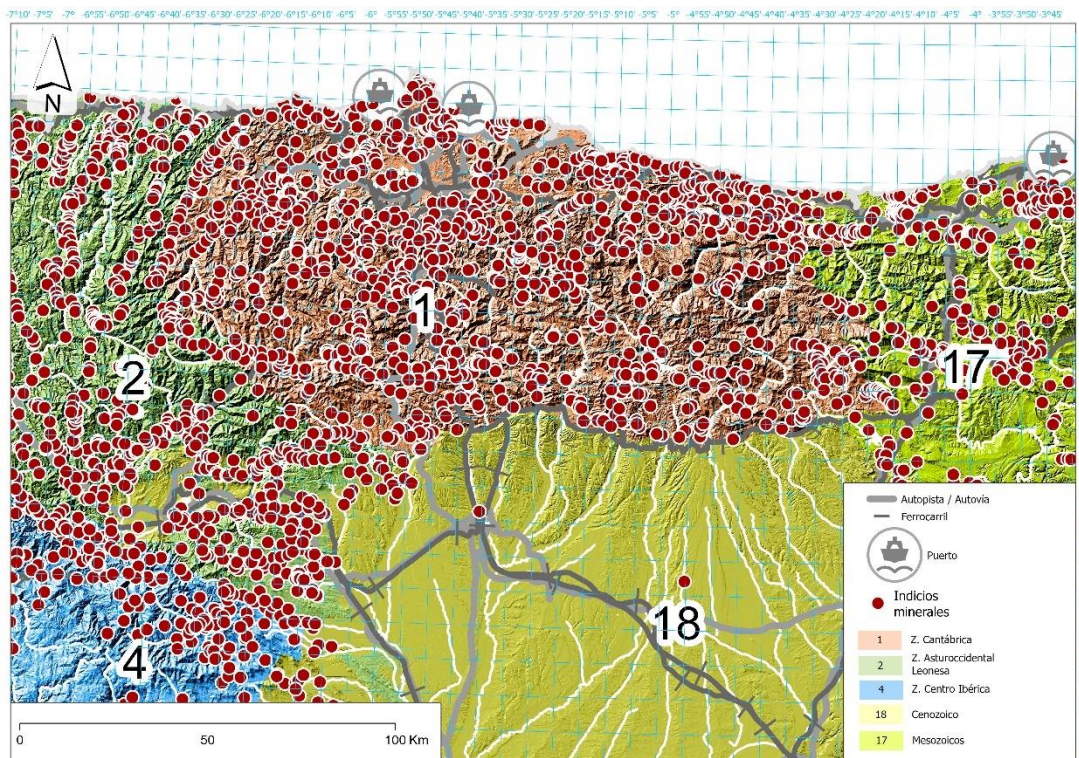 -7°10' -7°5' -7° -6°55' -6°50' -6°45' -6°40' -6°35' -6°30' -6°25' -6°20' -6°15' -6°10' -6°5' -6° -5°55' -5°50' -5°45' -5°40' -5°35' -5°30' -5°25' -5°20' -5°15' -5°10' -5°5' -5° -4°55' -4°50' -4°45' -4°40' -4°35' -4°30' -4°25' -4°20' -4°15' -4°10' -4°5' -4° -3°55' -3°50' -3°45'
N
1
2
17
18
4
Autopista / Autovía
Ferrocarril
Puerto
Indicios
minerales
1 Z. Cantábrica
2 Z. Asturoccidental
Leonesa
4 Z. Centro Ibérica
18 Cenozoico
17 Mesozoicos
0 50 100 Km